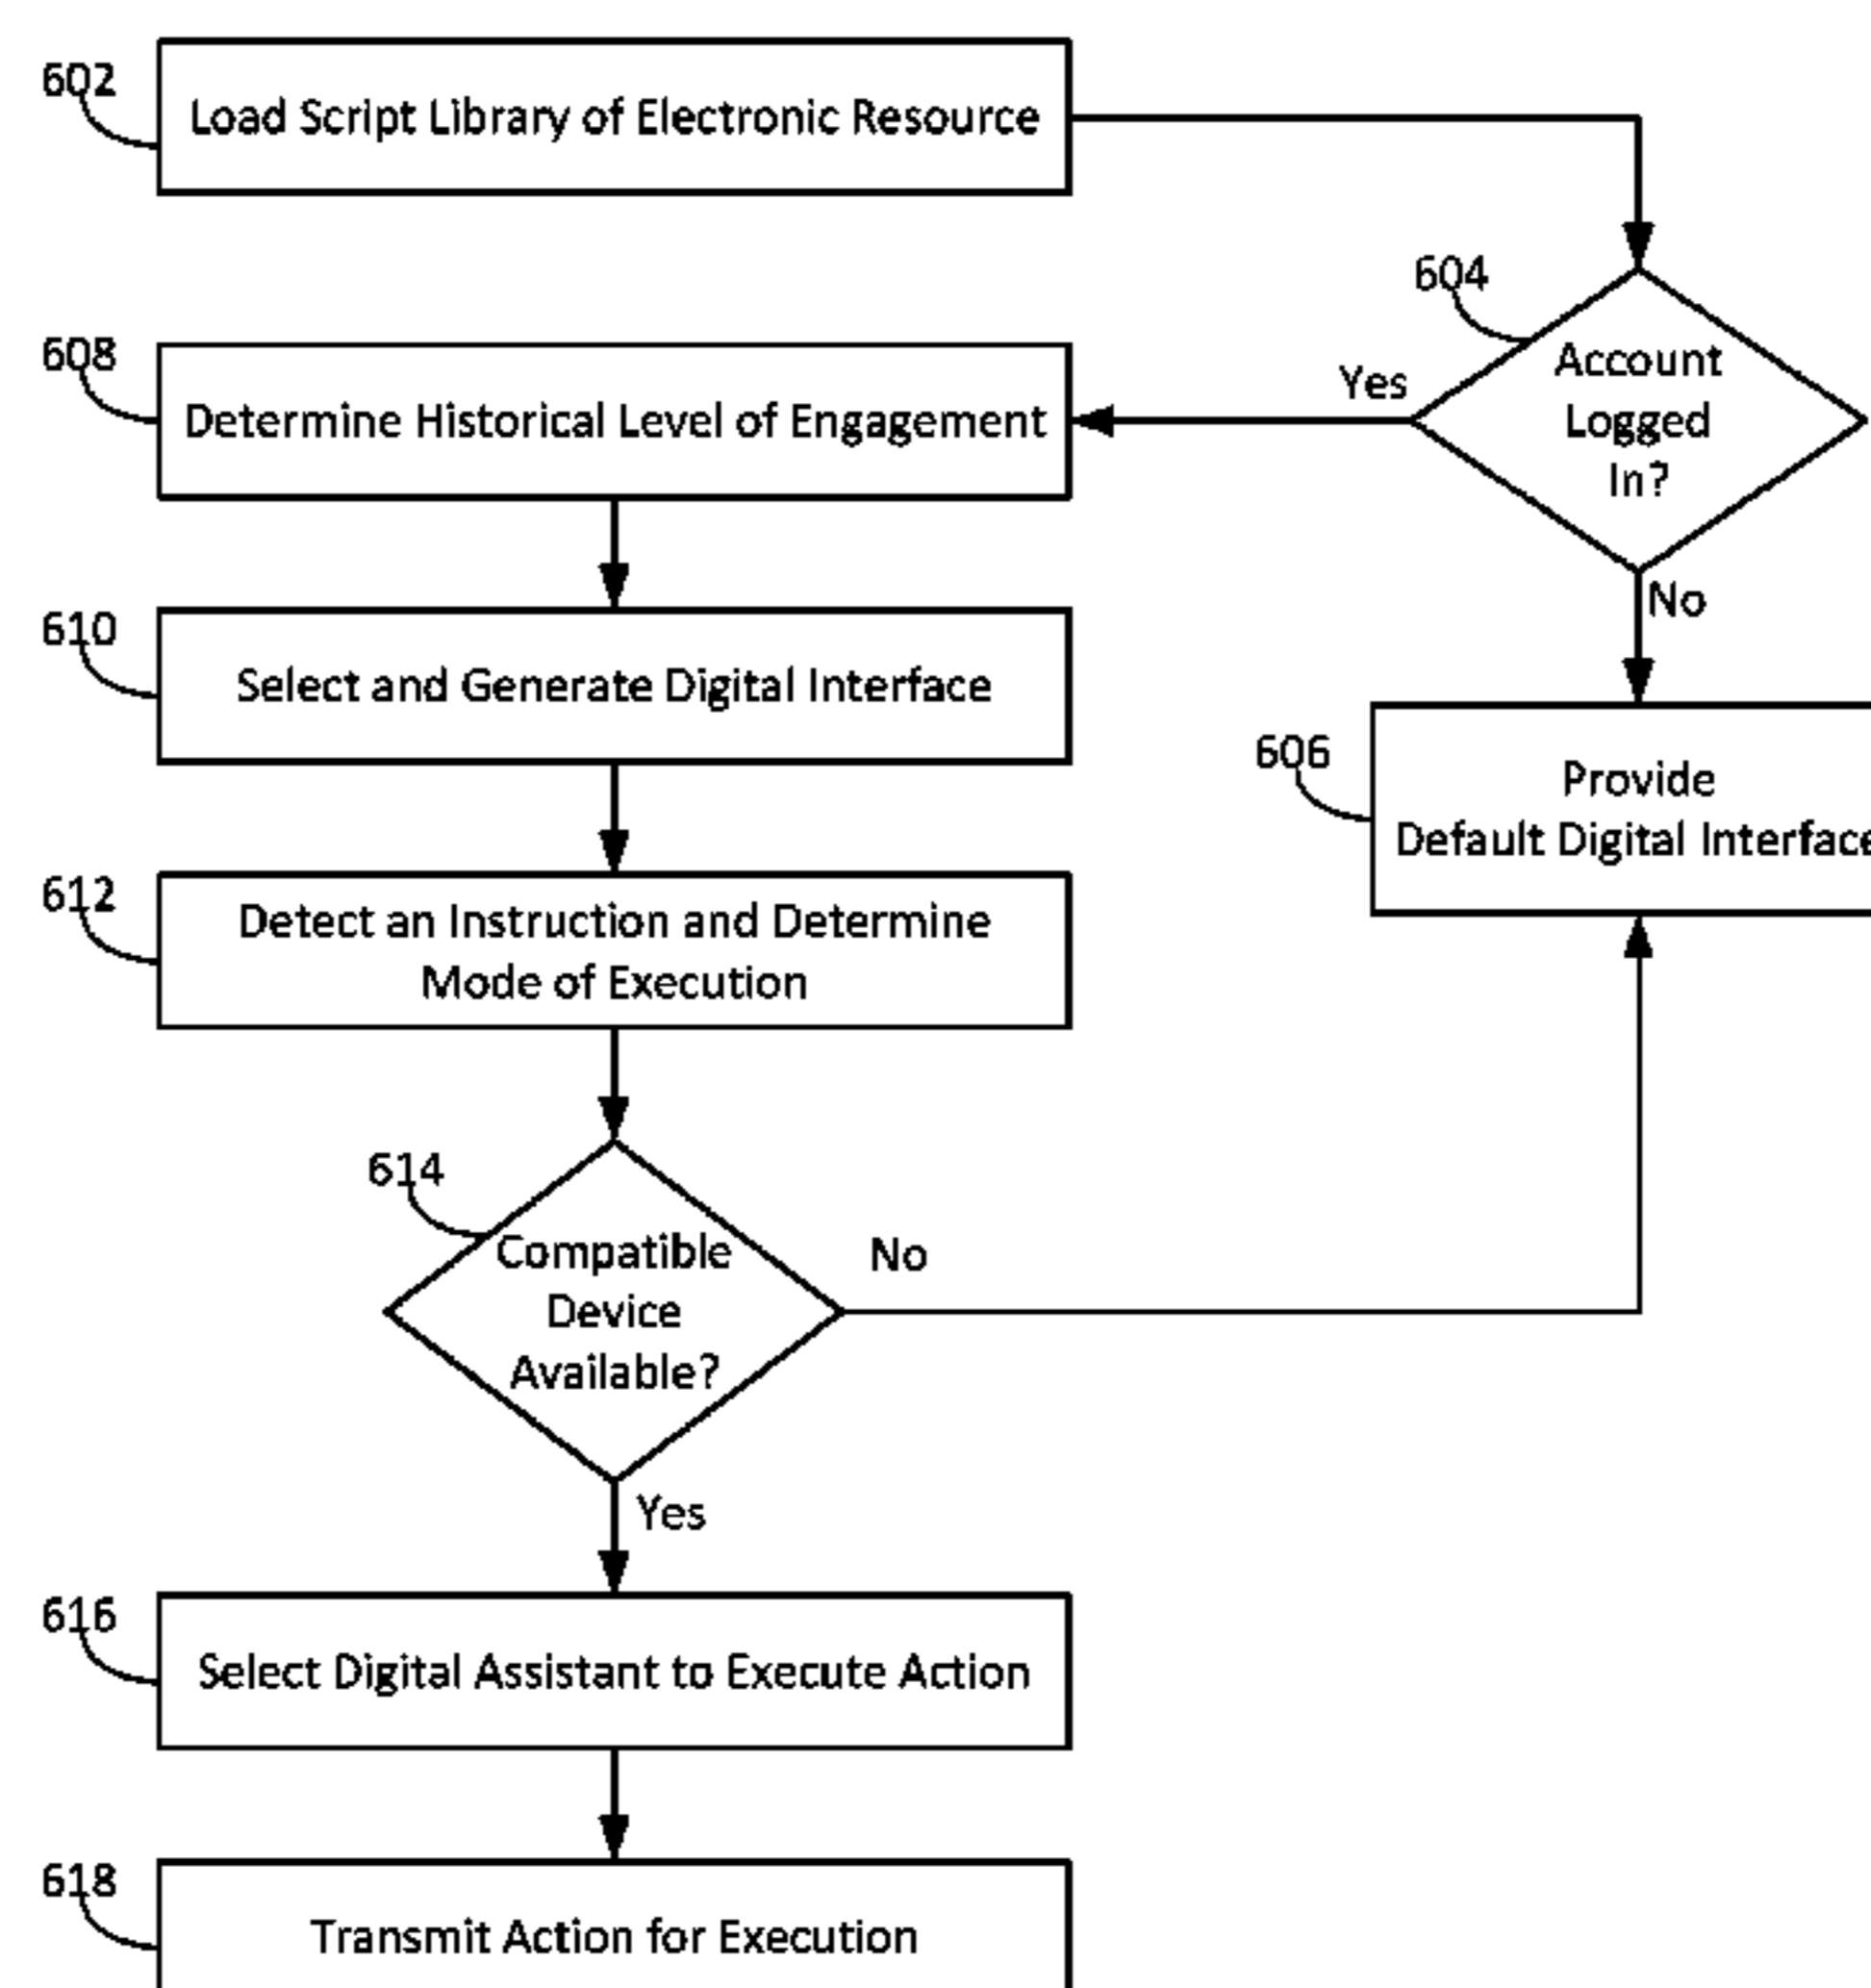 602
Load Script Library of Electronic Resource
604
Account
Logged
In?
Yes
No
608
Determine Historical Level of Engagement
610
Select and Generate Digital Interface
606
Provide
Default Digital Interface
612
Detect an Instruction and Determine
Mode of Execution
614
Compatible
Device
Available?
No
Yes
616
Select Digital Assistant to Execute Action
618
Transmit Action for Execution